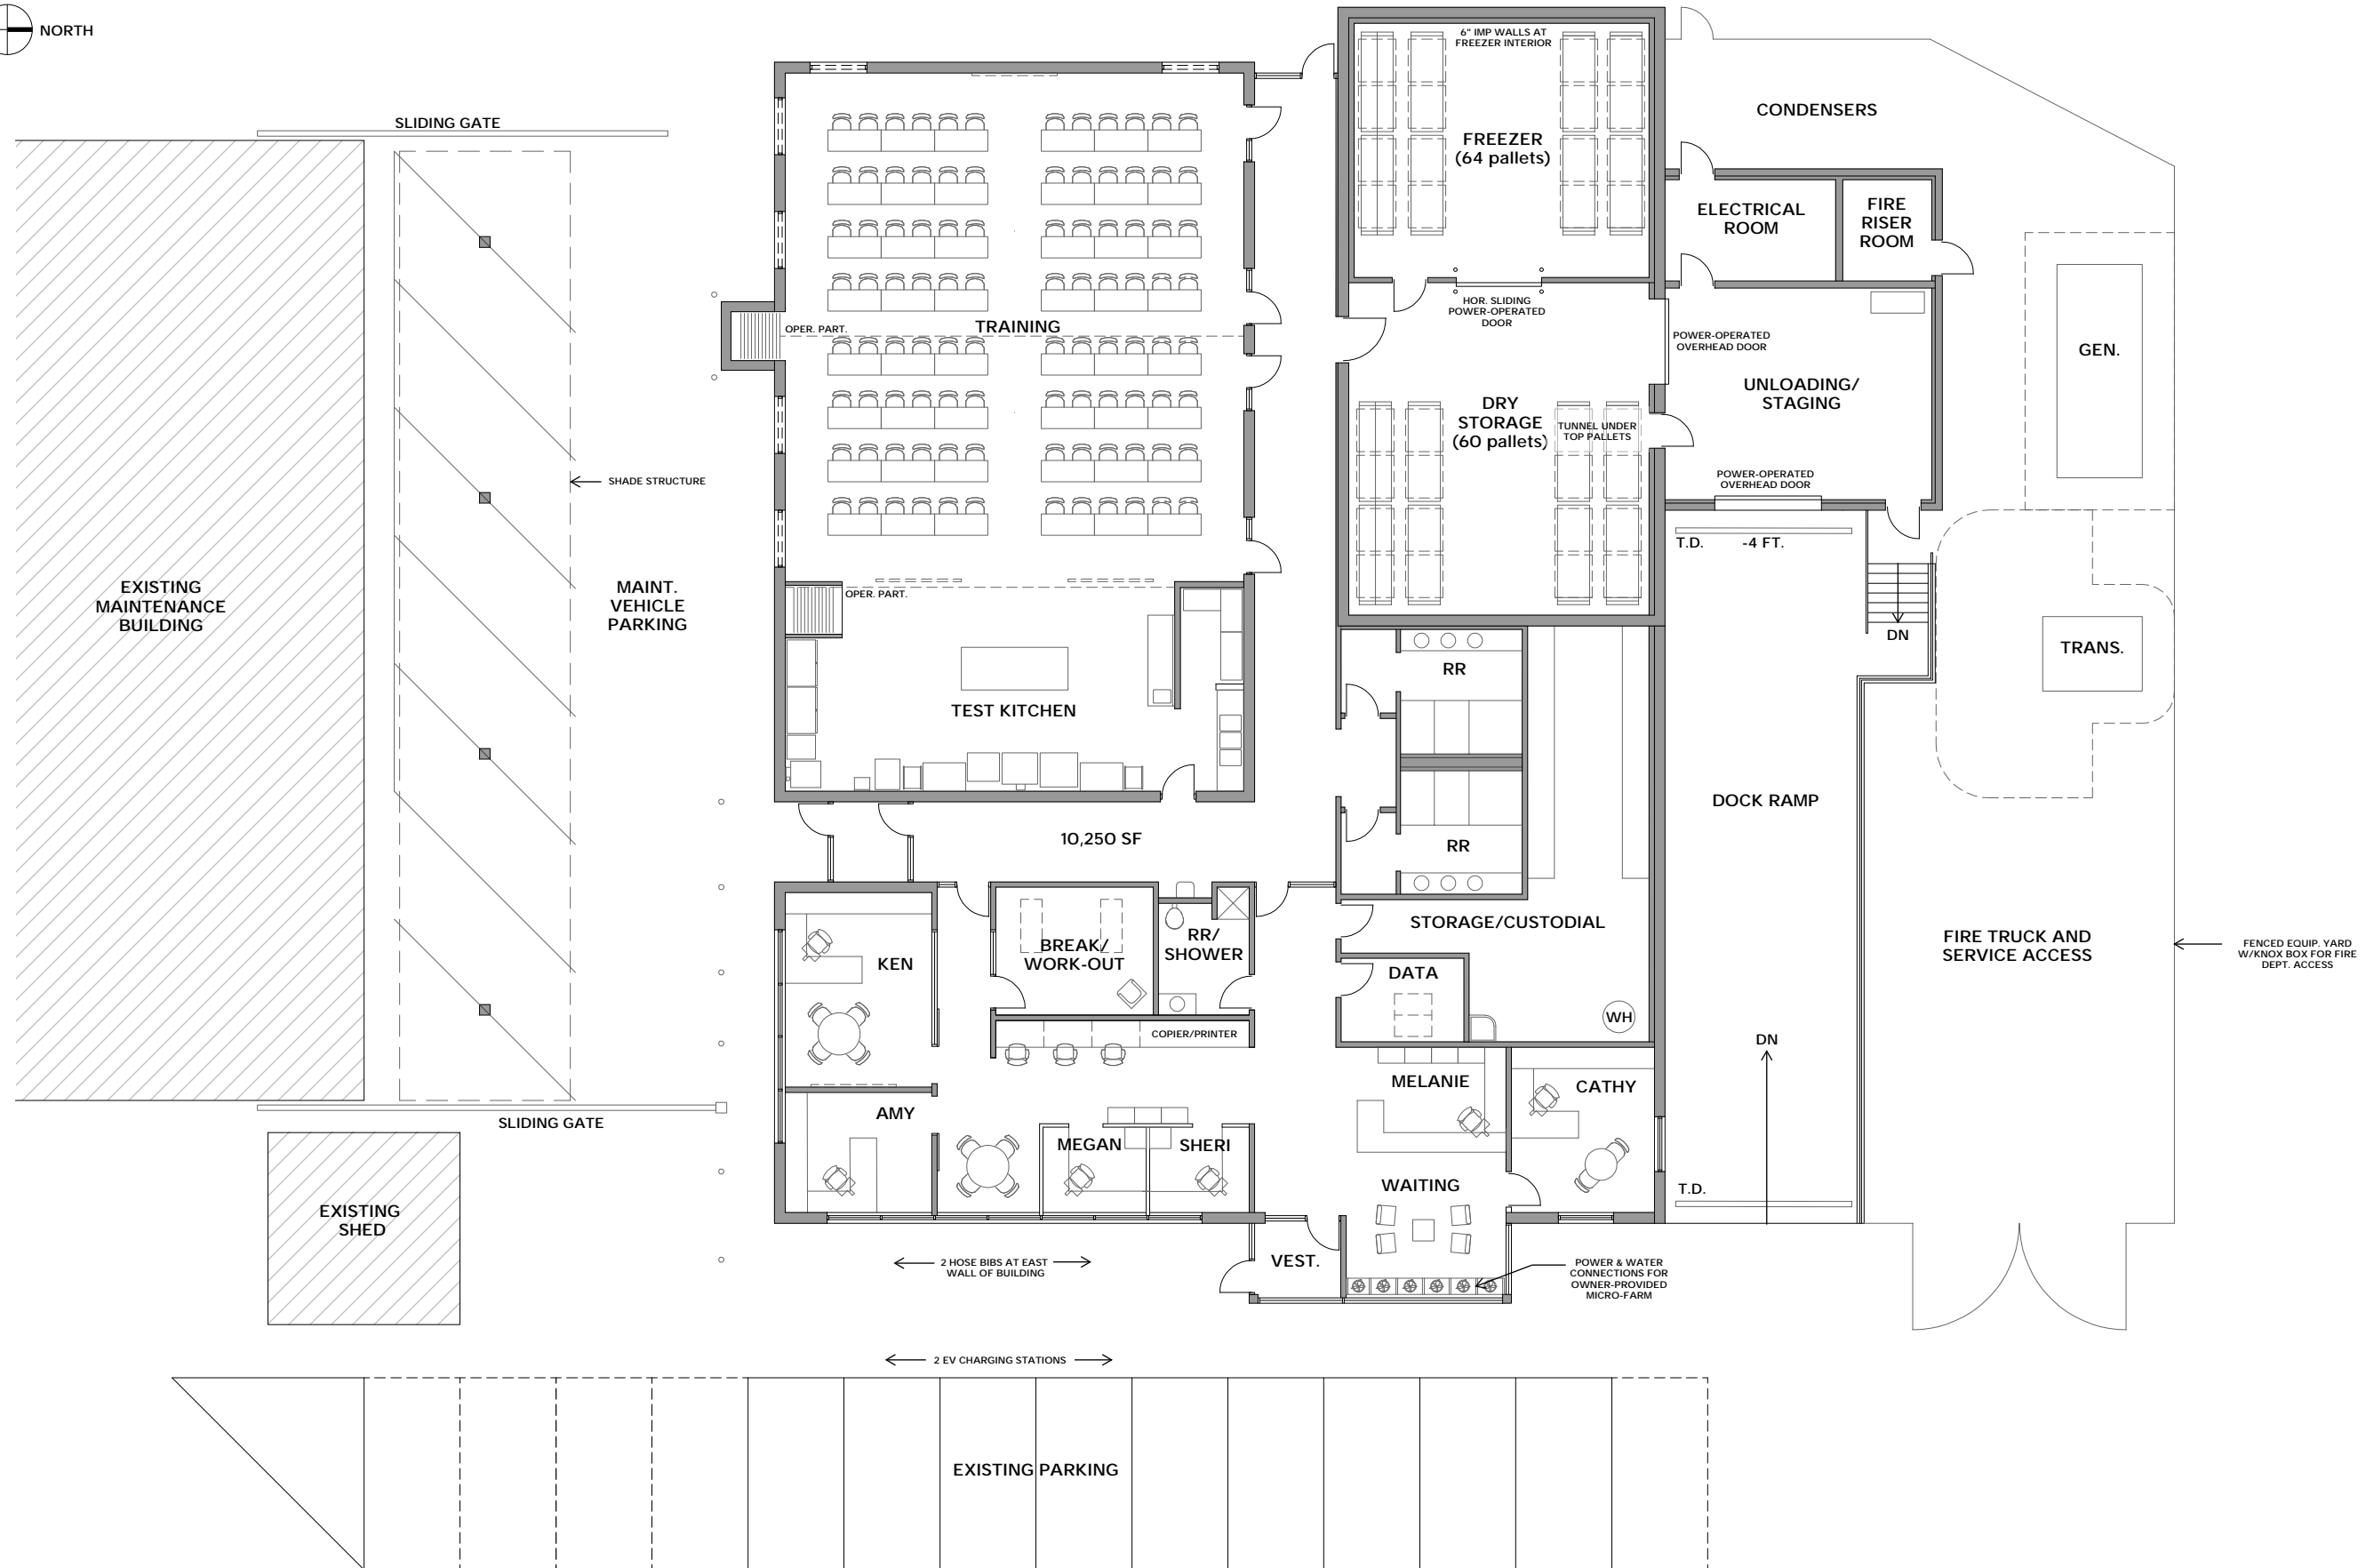 NORTH
6" IMP WALLS AT
FREEZER INTERIOR
SLIDING GATE
CONDENSERS
FREEZER
(64 pallets)
ELECTRICAL
ROOM
FIRE
RISER
ROOM
HOR. SLIDING
POWER-OPERATED
DOOR
OPER. PART.
TRAINING
POWER-OPERATED
OVERHEAD DOOR
GEN.
UNLOADING/
STAGING
DRY
STORAGE
(60 pallets)
TUNNEL UNDER
TOP PALLETS
SHADE STRUCTURE
POWER-OPERATED
OVERHEAD DOOR
T.D.
-4 FT.
EXISTING
MAINTENANCE
BUILDING
MAINT.
VEHICLE
PARKING
OPER. PART.
DN
TRANS.
RR
TEST KITCHEN
DOCK RAMP
10,250 SF
RR
STORAGE/CUSTODIAL
KEN
BREAK/
WORK-OUT
RR/
SHOWER
DATA
FIRE TRUCK AND
SERVICE ACCESS
FENCED EQUIP. YARD
W/KNOX BOX FOR FIRE
DEPT. ACCESS
WH
COPIER/PRINTER
DN
MELANIE
CATHY
AMY
SLIDING GATE
MEGAN
SHERI
WAITING
T.D.
EXISTING
SHED
2 HOSE BIBS AT EAST
WALL OF BUILDING
VEST.
POWER & WATER
CONNECTIONS FOR
OWNER-PROVIDED
MICRO-FARM
2 EV CHARGING STATIONS
EXISTING PARKING